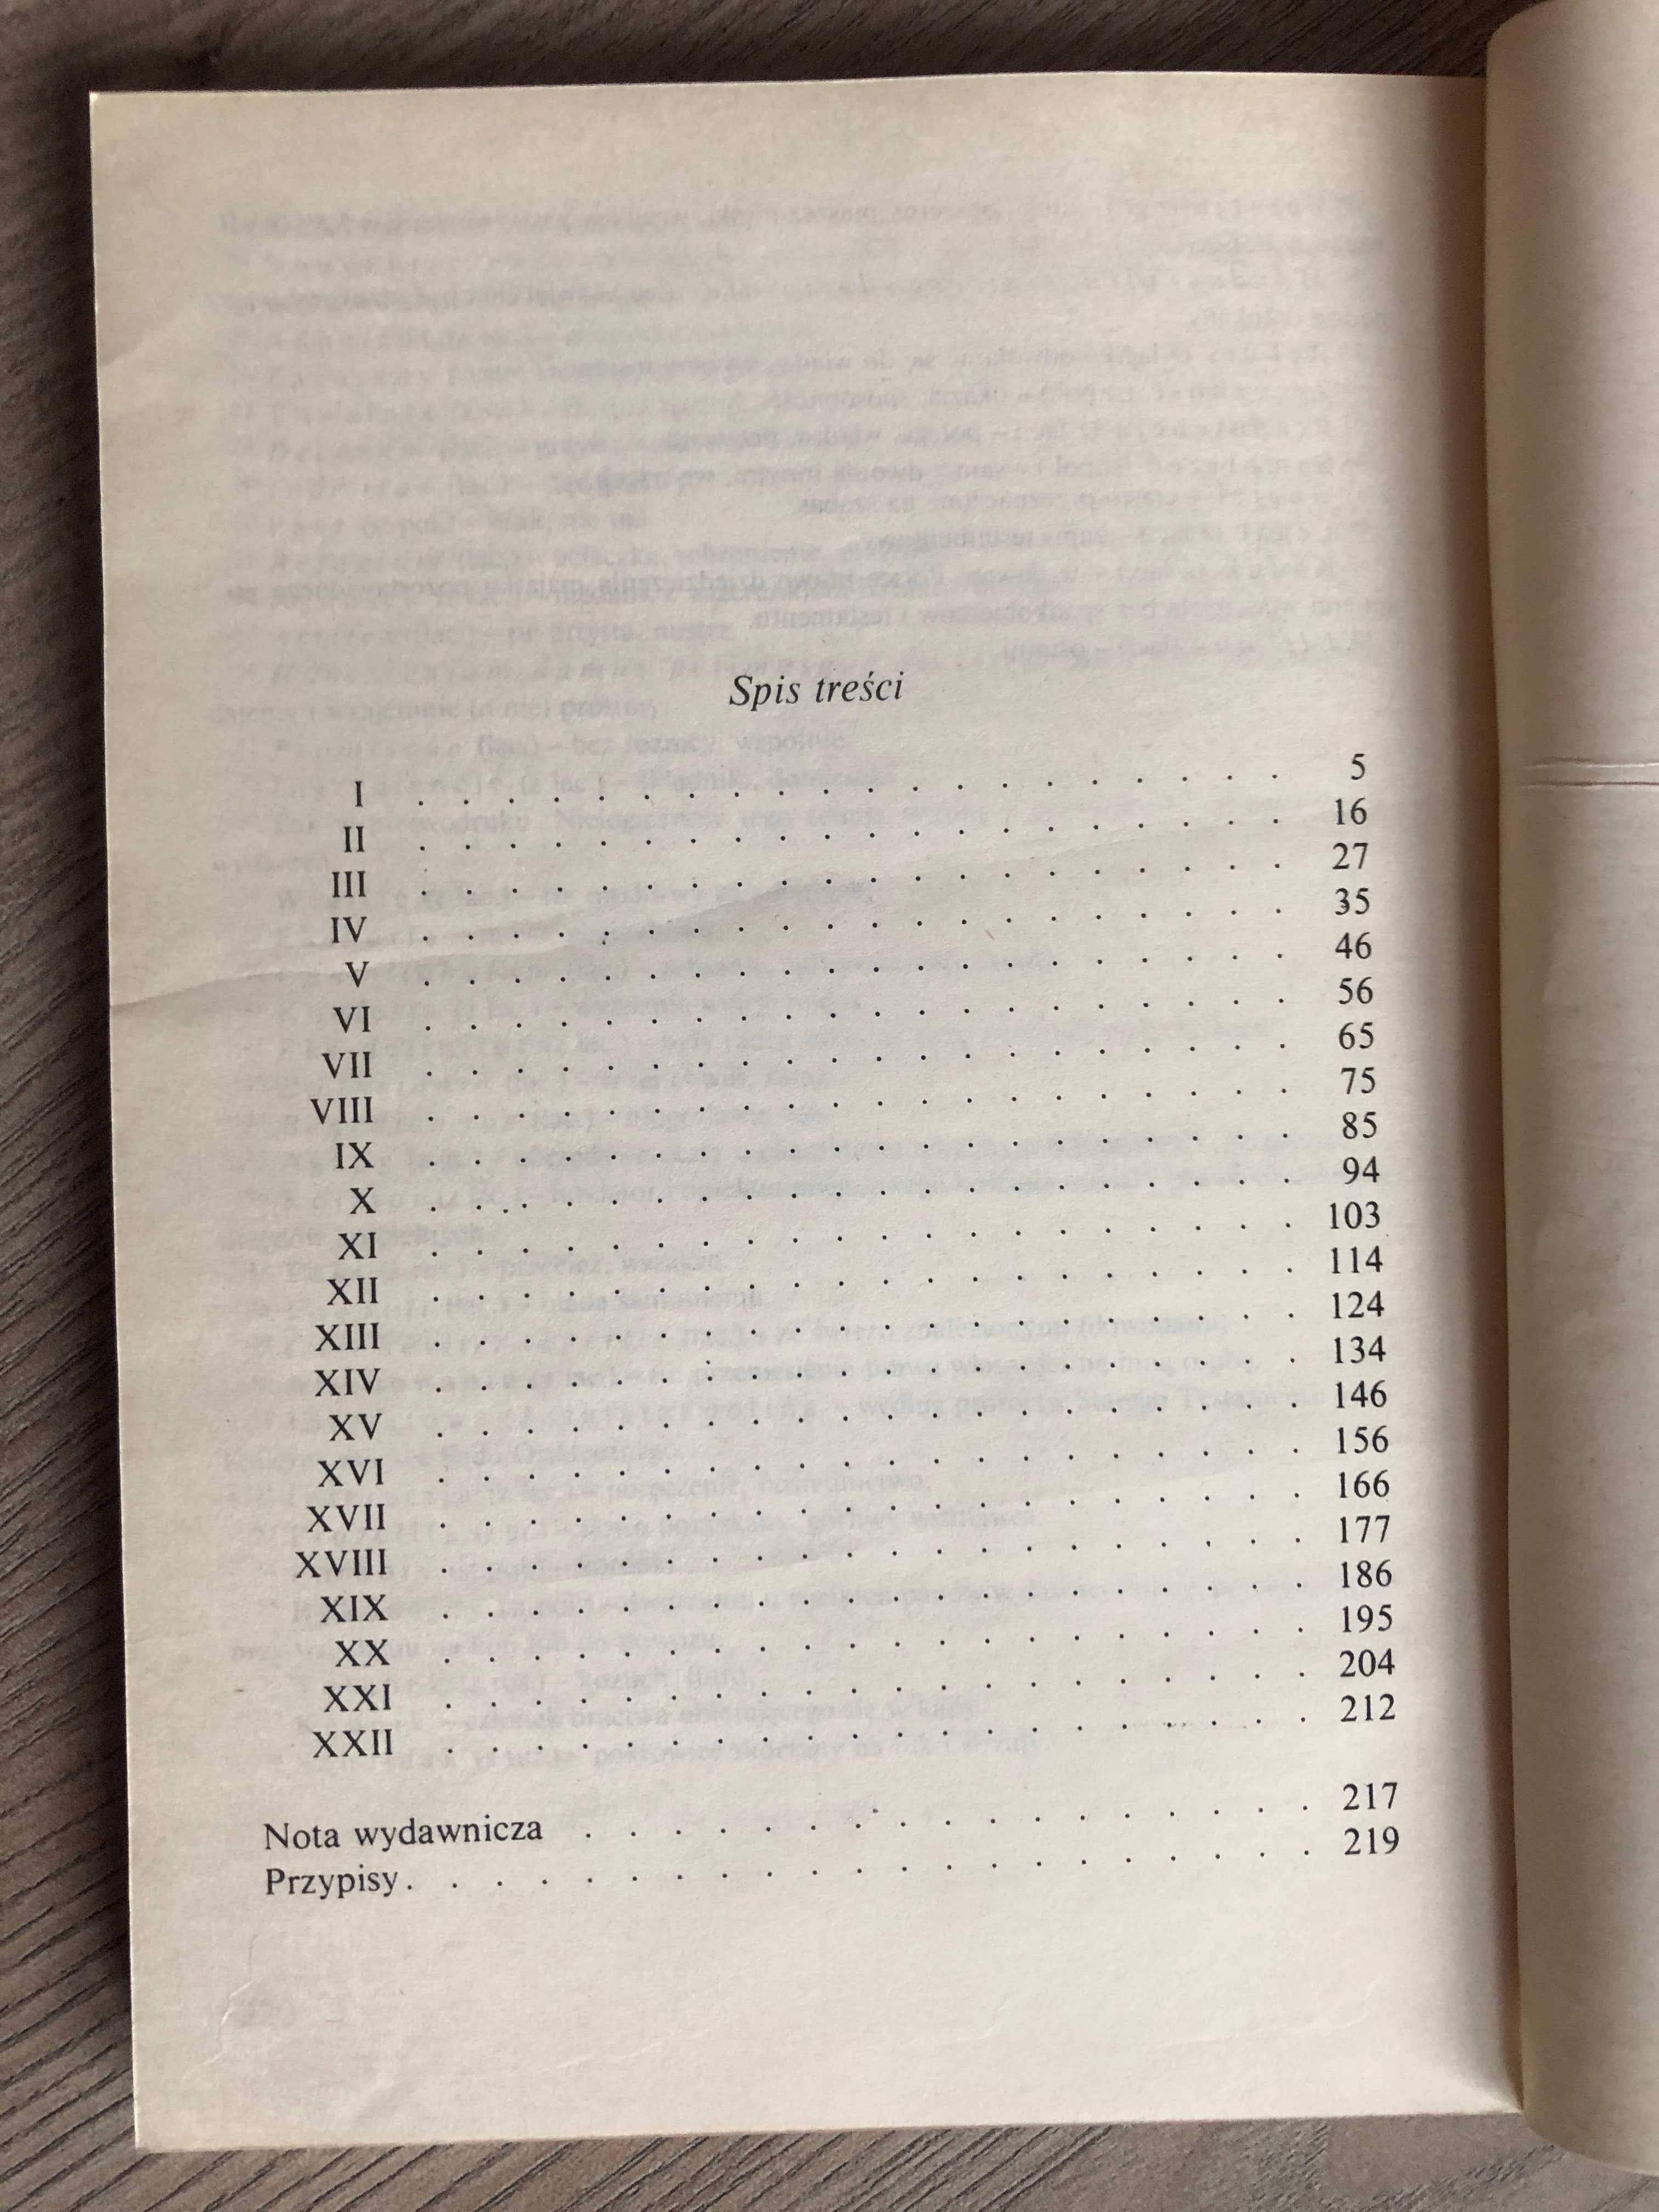 Spis treści
I . . . . . . . . . . . . . . . . . . . . 5
II . . . . . . . . . . . . . . . . . . . . 16
III . . . . . . . . . . . . . . . . . . . . 27
IV . . . . . . . . . . . . . . . . . . . . 35
V . . . . . . . . . . . . . . . . . . . . 46
VI . . . . . . . . . . . . . . . . . . . . 56
VII . . . . . . . . . . . . . . . . . . . . 65
VIII . . . . . . . . . . . . . . . . . . . . 75
IX . . . . . . . . . . . . . . . . . . . . 85
X . . . . . . . . . . . . . . . . . . . . 94
XI . . . . . . . . . . . . . . . . . . . . 103
XII . . . . . . . . . . . . . . . . . . . . 114
XIII . . . . . . . . . . . . . . . . . . . . 124
XIV . . . . . . . . . . . . . . . . . . . . 134
XV . . . . . . . . . . . . . . . . . . . . 146
XVI . . . . . . . . . . . . . . . . . . . . 156
XVII . . . . . . . . . . . . . . . . . . . . 166
XVIII . . . . . . . . . . . . . . . . . . . . 177
XIX . . . . . . . . . . . . . . . . . . . . 186
XX . . . . . . . . . . . . . . . . . . . . 195
XXI . . . . . . . . . . . . . . . . . . . . 204
XXII . . . . . . . . . . . . . . . . . . . . 212
Nota wydawnicza . . . . . . . . . . . . . . . . . 217
Przypisy . . . . . . . . . . . . . . . . . . . . . 219